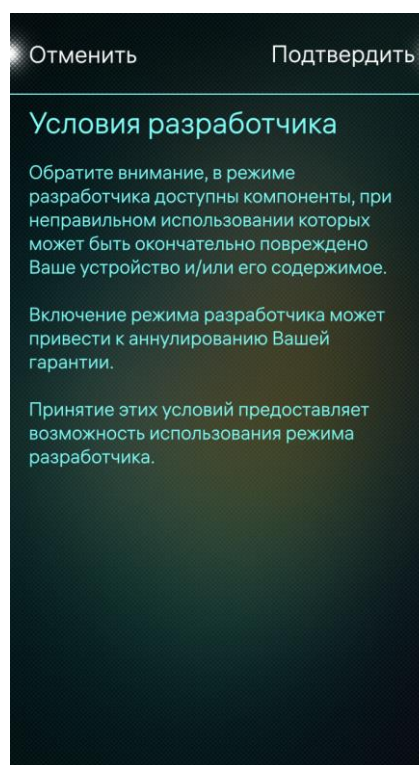 Отменить Подтвердить
Условия разработчика
Обратите внимание, в режиме
разработчика доступны компоненты, при
неправильном использовании которых
может быть окончательно повреждено
Ваше устройство и/или его содержимое.
Включение режима разработчика может
привести к аннулированию Вашей
гарантии.
Принятие этих условий предоставляет
возможность использования режима
разработчика.